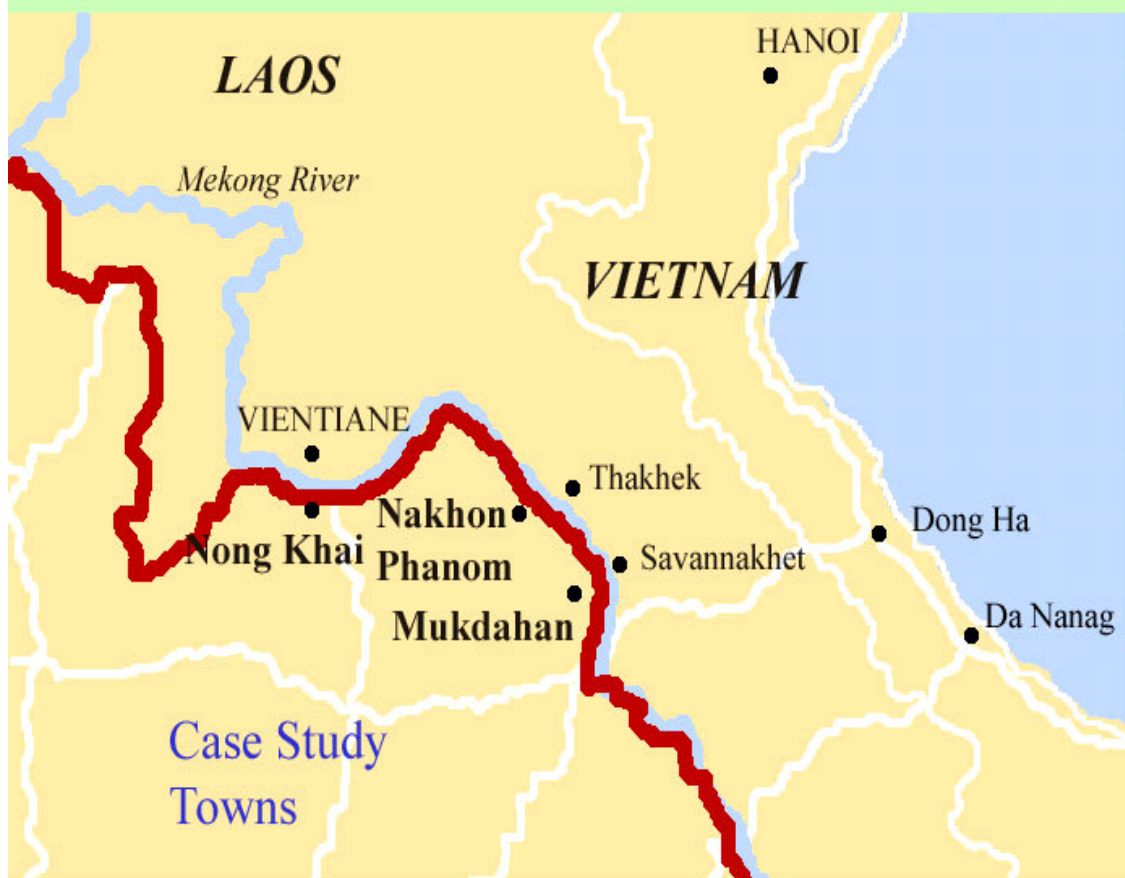 HANOI
LAOS
Mekong River
VIETNAM
VIENTIANE
Thakhek
Nakhon
Phanom
Dong Ha
Nong Khai
Savannakhet
Mukdahan
Da Nanag
Case Study
Towns